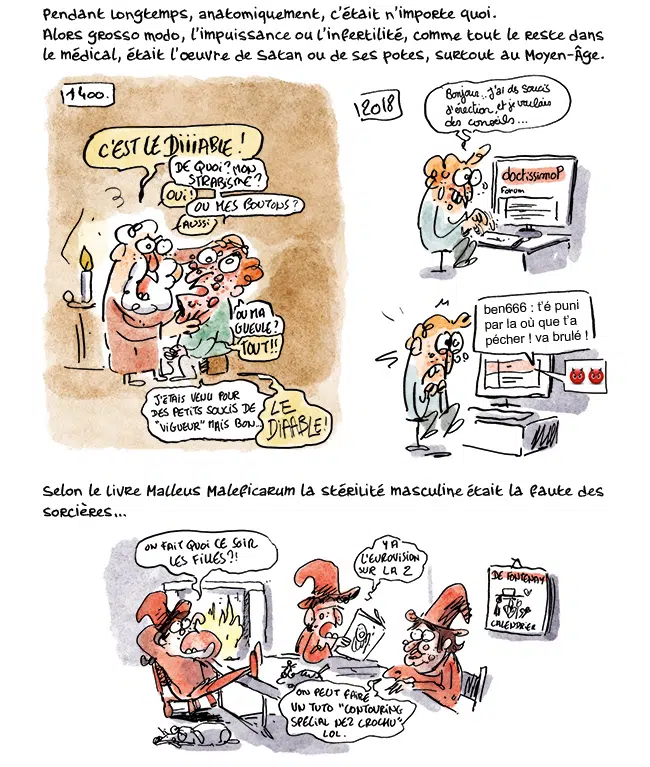 Pendant longtemps, anatomiquement, c'était n'importe quoi.
Alors grosso modo, l'impuissance ou l'infertilité, comme tout le reste dans
le médical, était l'œuvre de Satan ou de ses potes, surtout au Moyen-Âge.
1400.
C'EST LE DIIIABLE !
DE QUOI ? MON
STRABISME ?
OUI !
OU MES BOUTONS ?
AUSSI
OU MA
GUEULE ?
TOUT !!
J'ÉTAIS VENU POUR
DES PETITS SOUCIS DE
"VIGUEUR" MAIS BON...
LE
DIAABLE !
2018
Bonjour... j'ai des soucis
d'érection, et je voulais
des conseils...
doctissimoP
Forum
ben666 : t'é puni
par la où que t'a
pécher ! va brulé !
Selon le livre Malleus Maleficarum la stérilité masculine était la faute des
sorcières...
ON FAIT QUOI CE SOIR
LES FILLES ?!
Y A
L'EUROVISION
SUR LA 2
ON PEUT FAIRE
UN TUTO "CONTOURING
SPÉCIAL NEZ CROCHU"
LOL.
DE FONTENAY
CALENDRIER